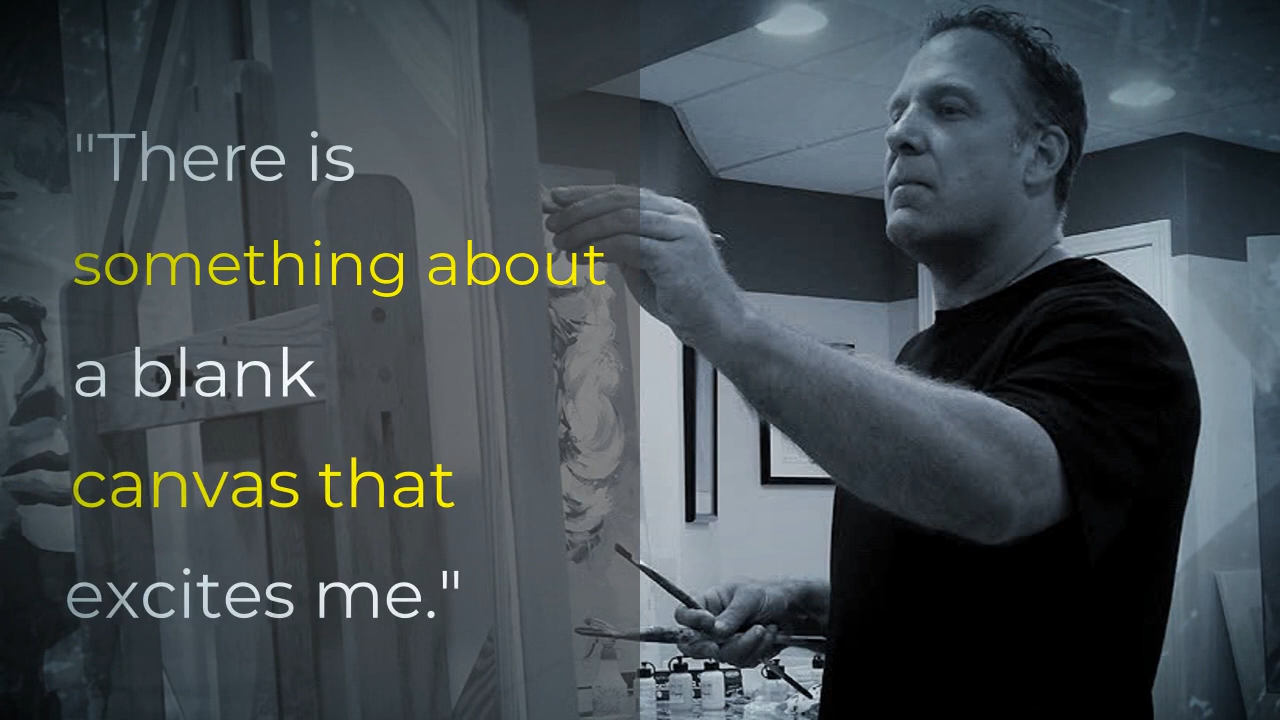 "There is
something about
a blank
canvas that
excites me."